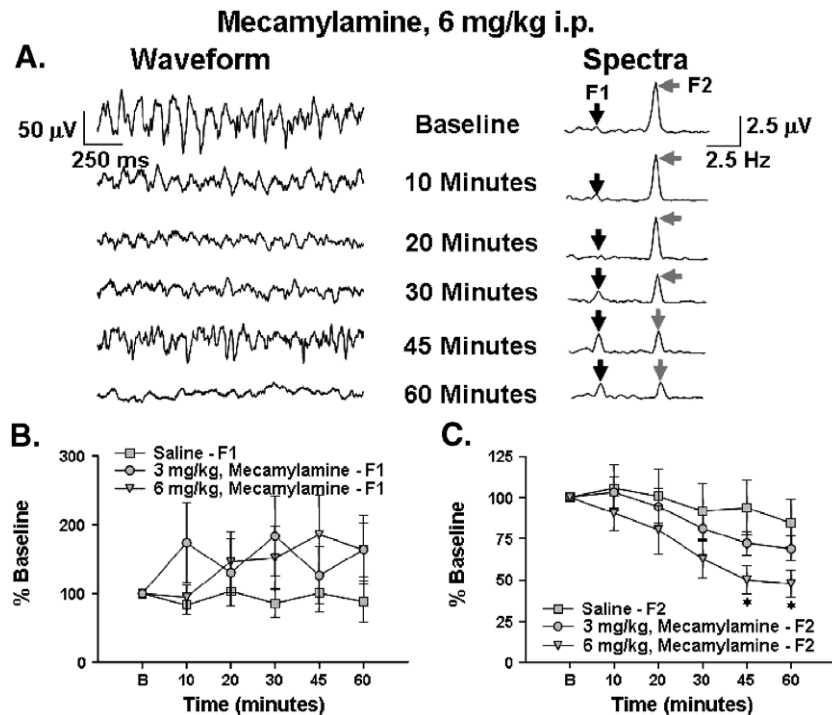 Mecamylamine, 6 mg/kg i.p.
A.
Waveform
Spectra
F1
F2
50 μV
250 ms
2.5 μV
2.5 Hz
Baseline
10 Minutes
20 Minutes
30 Minutes
45 Minutes
60 Minutes
B.
Saline - F1
3 mg/kg, Mecamylamine - F1
6 mg/kg, Mecamylamine - F1
% Baseline
300
200
100
0
B 10 20 30 45 60
Time (minutes)
C.
% Baseline
125
100
75
50
25
0
* *
Saline - F2
3 mg/kg, Mecamylamine - F2
6 mg/kg, Mecamylamine - F2
B 10 20 30 45 60
Time (minutes)